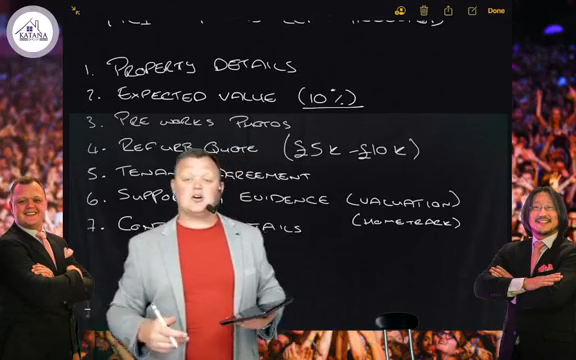 KATANA
Done
1. PROPERTY DETAILS
2. EXPECTED VALUE (10%)
3. PRE WORKS PHOTOS
4. REFURB QUOTE (£5k - £10k)
5. AGREEMENT
6. EVIDENCE (VALUATION)
(HOMETRACK)
7.